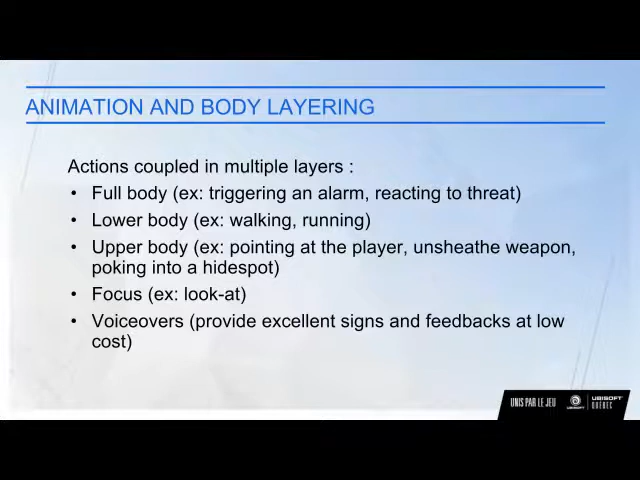 ANIMATION AND BODY LAYERING
Actions coupled in multiple layers :
• Full body (ex: triggering an alarm, reacting to threat)
• Lower body (ex: walking, running)
• Upper body (ex: pointing at the player, unsheathe weapon,
poking into a hidespot)
• Focus (ex: look-at)
• Voiceovers (provide excellent signs and feedbacks at low
cost)
UNIS PAR LE JEU
UBISOFT
UBISOFT
QUÉBEC